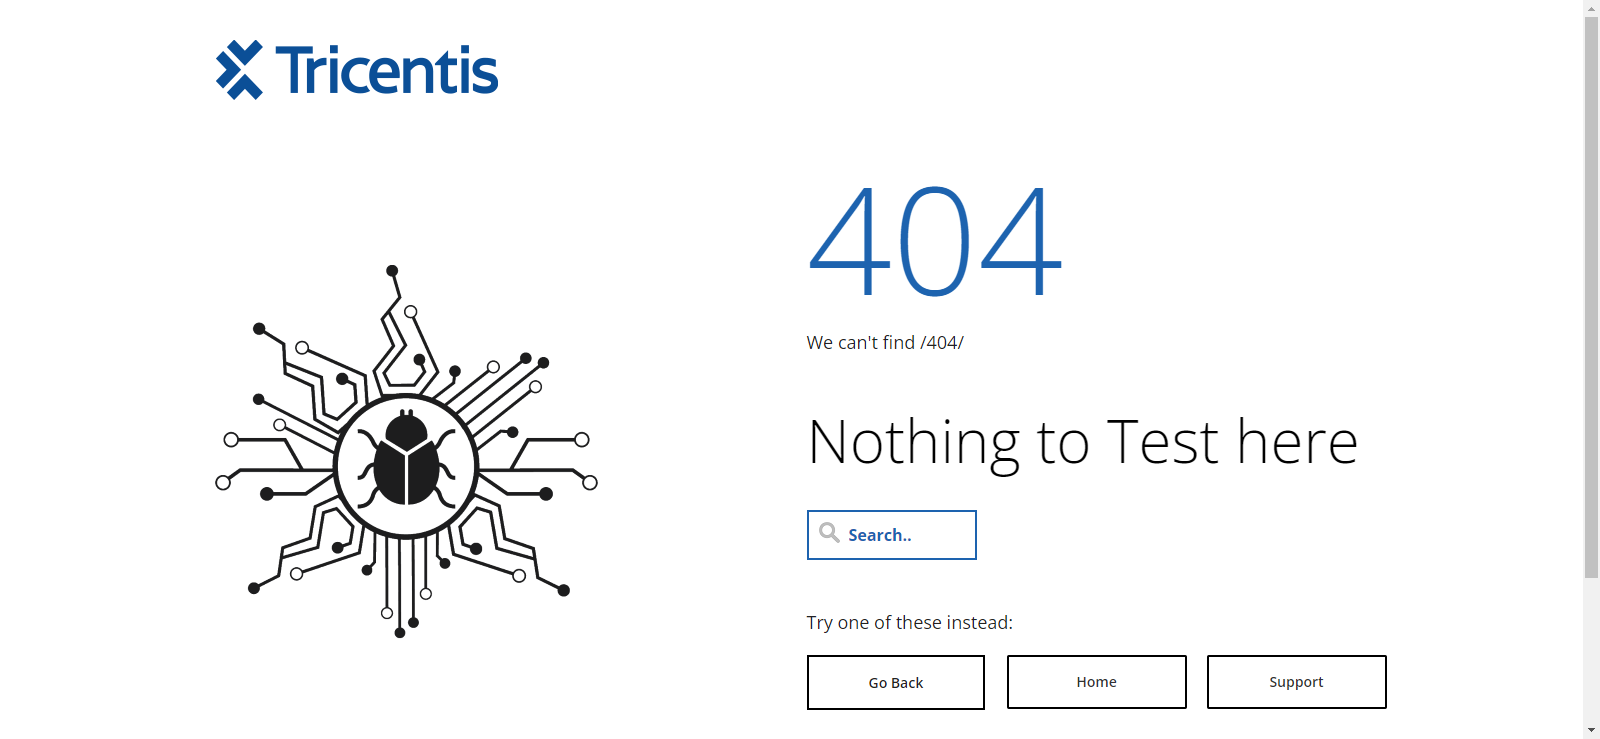 Tricentis
404
We can't find /404/
Nothing to Test here
Search..
Try one of these instead:
Go Back
Home
Support